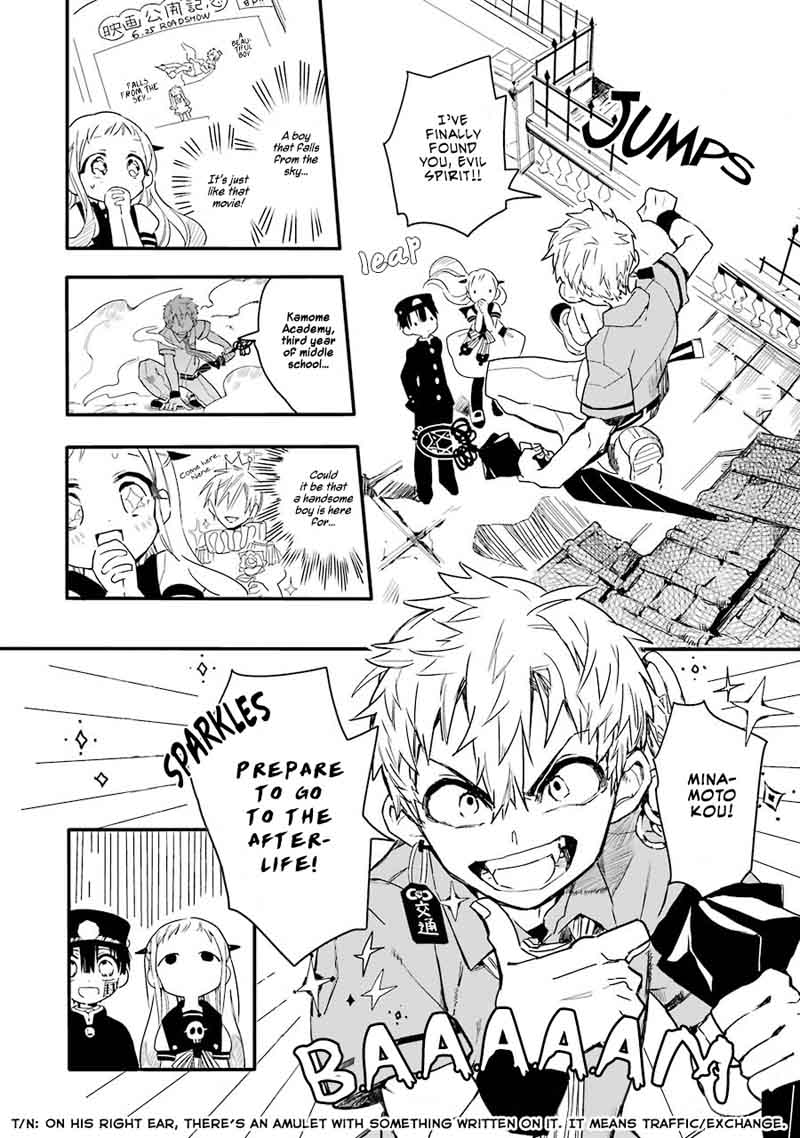 I'VE
FINALLY
FOUND
YOU, EVIL
SPIRIT!!
JUMPS
leap
映画公開記念
6.25 ROADSHOW
A
BEAU-
TIFUL
BOY
FALLS
FROM THE
SKY...
A boy
that falls
from the
sky...
It's just
like that
movie!
Kamome
Academy,
third year
of middle
school...
Come here,
Nene.
Could
it be that
a handsome
boy is here
for...
MINA-
MOTO
KOU!
SPARKLES
PREPARE
TO GO
TO THE
AFTER-
LIFE!
交通
B.A.A.A.A.A.AM
T/N: ON HIS RIGHT EAR, THERE'S AN AMULET WITH SOMETHING WRITTEN ON IT. IT MEANS TRAFFIC/EXCHANGE.